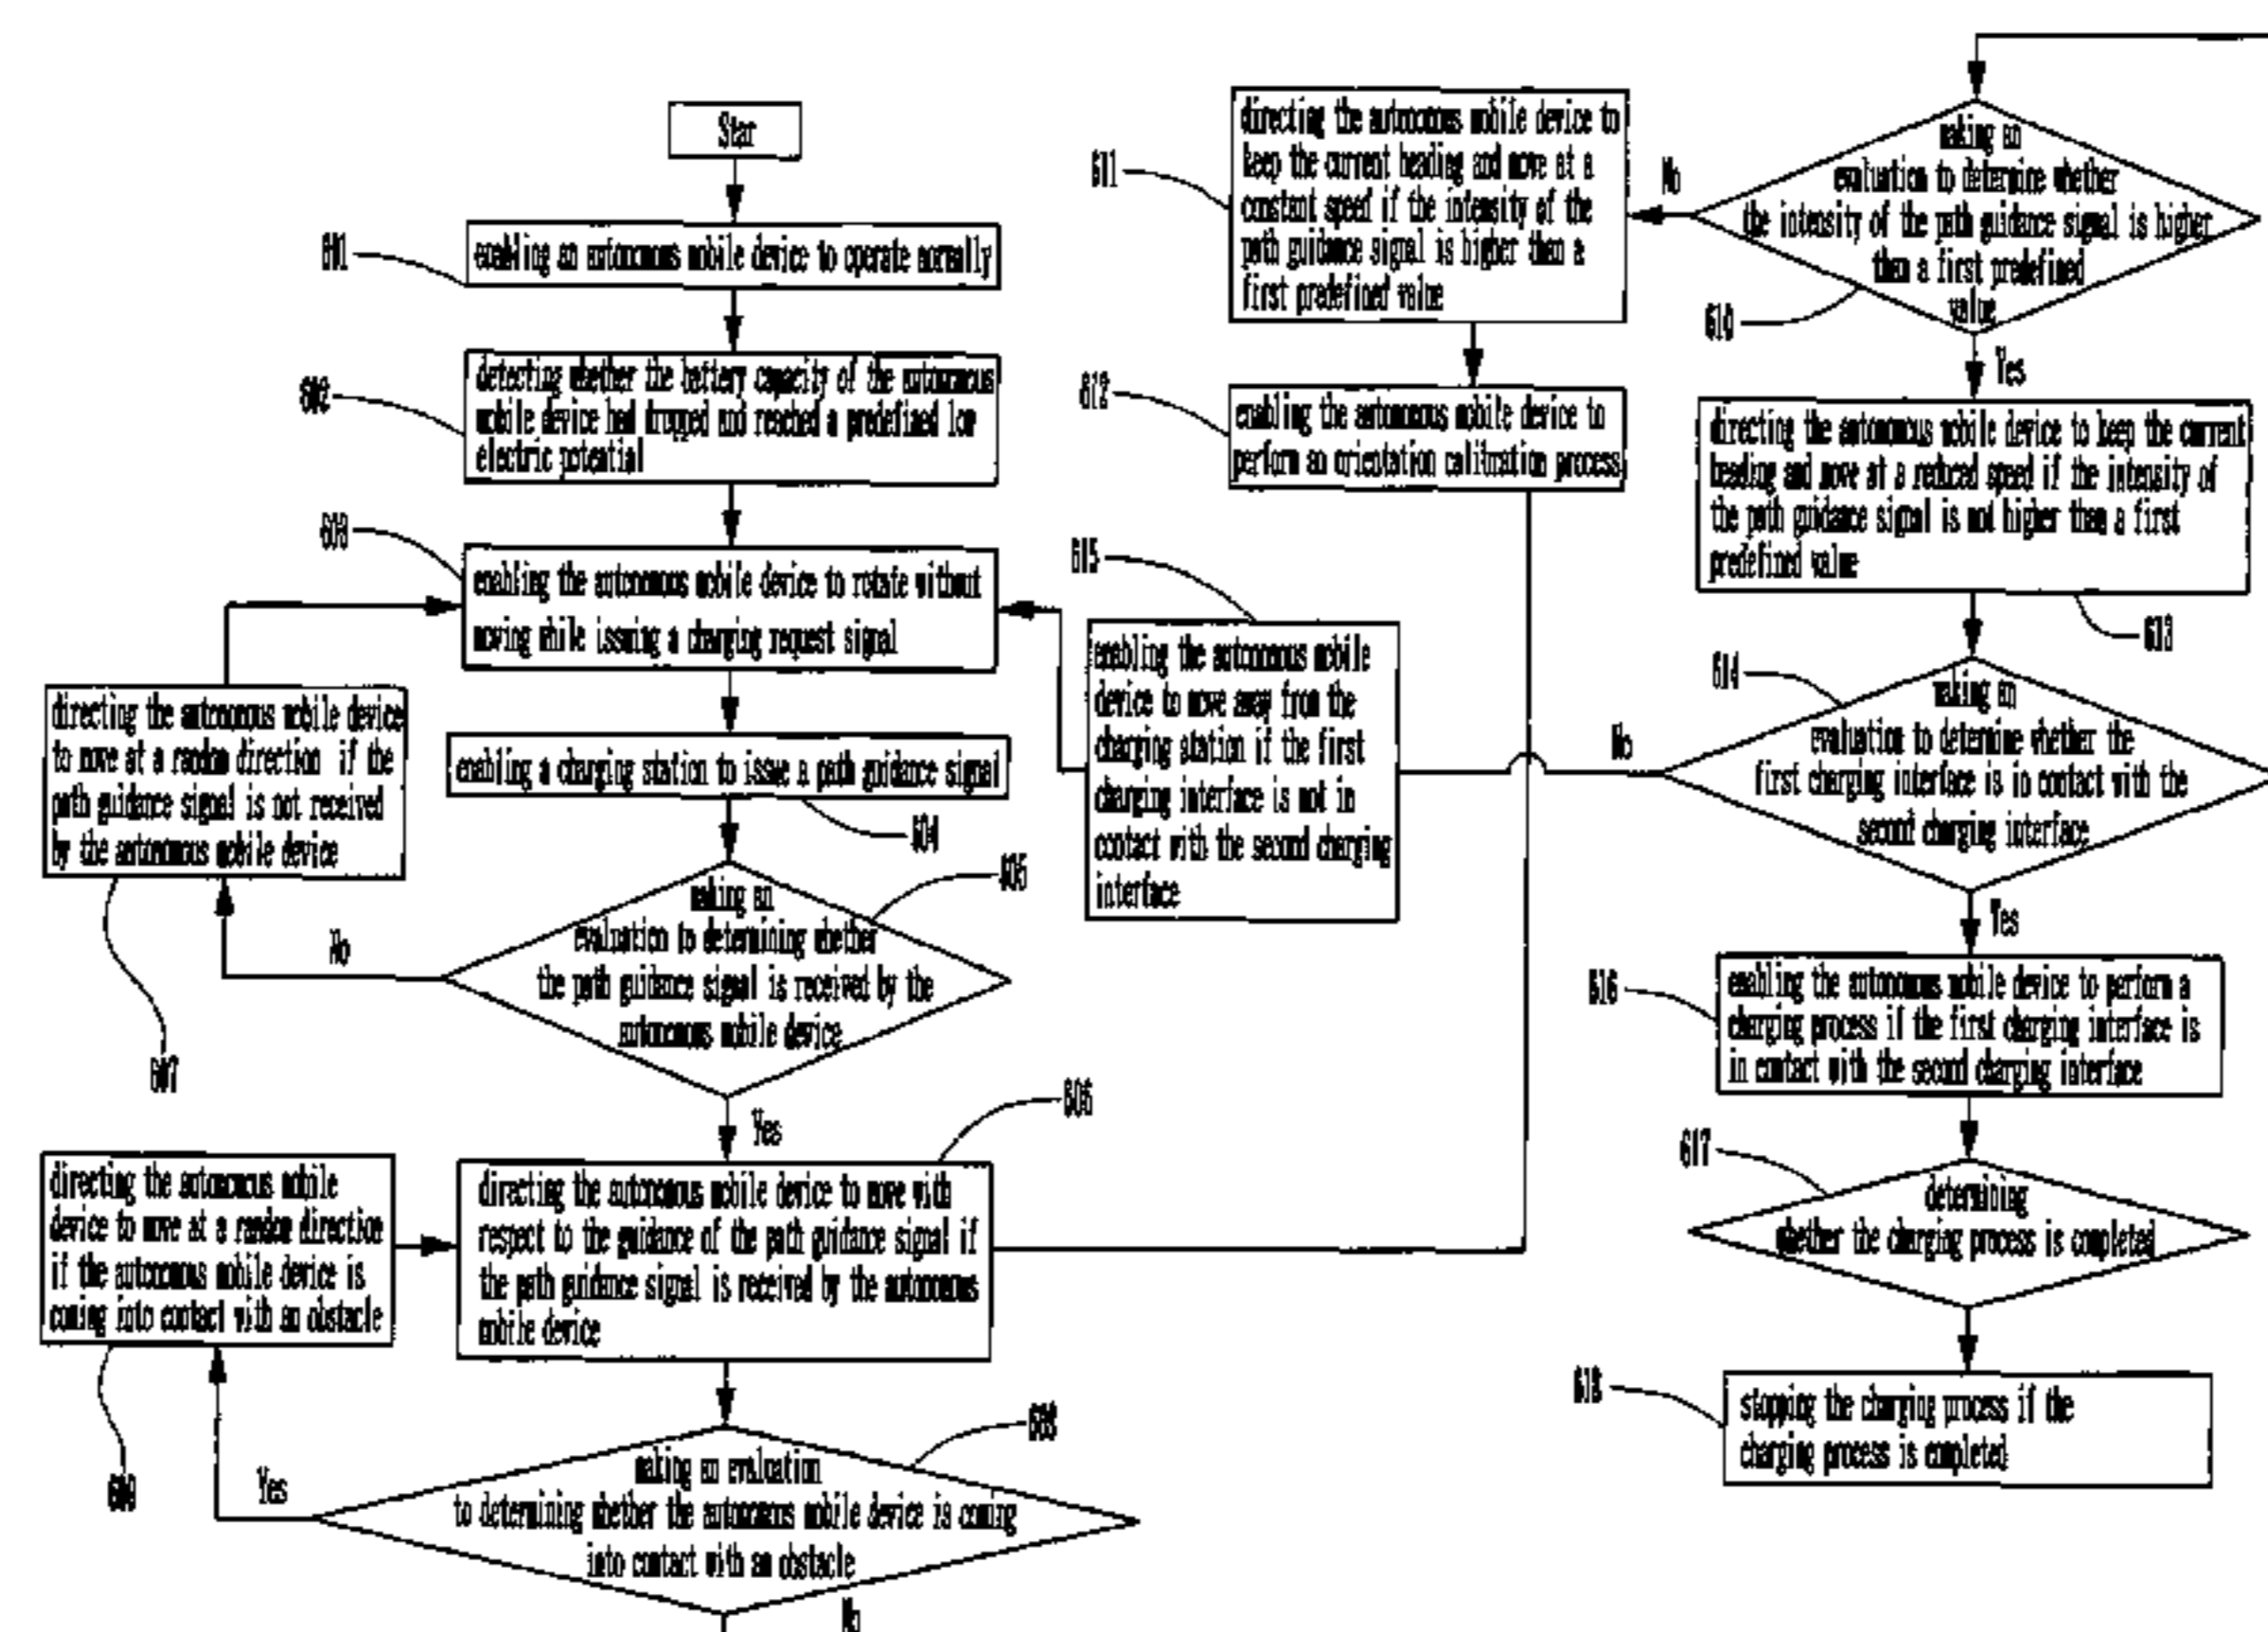 Star
601
enabling an autonomous mobile device to operate normally
602
detecting whether the battery capacity of the autonomous
mobile device had dropped and reached a predefined low
electric potential
603
enabling the autonomous mobile device to rotate without
moving while issuing a charging request signal
enabling a charging station to issue a path guidance signal
604
605
making an
evaluation to determining whether
the path guidance signal is received by the
autonomous mobile device
No
directing the autonomous mobile device
to move at a random direction if the
path guidance signal is not received
by the autonomous mobile device
607
Yes
606
directing the autonomous mobile device to move with
respect to the guidance of the path guidance signal if
the path guidance signal is received by the autonomous
mobile device
directing the autonomous mobile
device to move at a random direction
if the autonomous mobile device is
coming into contact with an obstacle
609
Yes
making an evaluation
to determining whether the autonomous mobile device is coming
into contact with an obstacle
No
611
directing the autonomous mobile device to
keep the current heading and move at a
constant speed if the intensity of the
path guidance signal is higher than a
first predefined value
612
enabling the autonomous mobile device to
perform an orientation calibration process
615
enabling the autonomous mobile
device to move away from the
charging station if the first
charging interface is not in
contact with the second charging
interface
making an
evaluation to determine whether
the intensity of the path guidance signal is higher
than a first predefined
value
No
610
Yes
directing the autonomous mobile device to keep the current
heading and move at a reduced speed if the intensity of
the path guidance signal is not higher than a first
predefined value
613
614
making an
evaluation to determine whether the
first charging interface is in contact with the
second charging interface
No
Yes
616
enabling the autonomous mobile device to perform a
charging process if the first charging interface is
in contact with the second charging interface
617
determining
whether the charging process is completed
618
stopping the charging process if the
charging process is completed